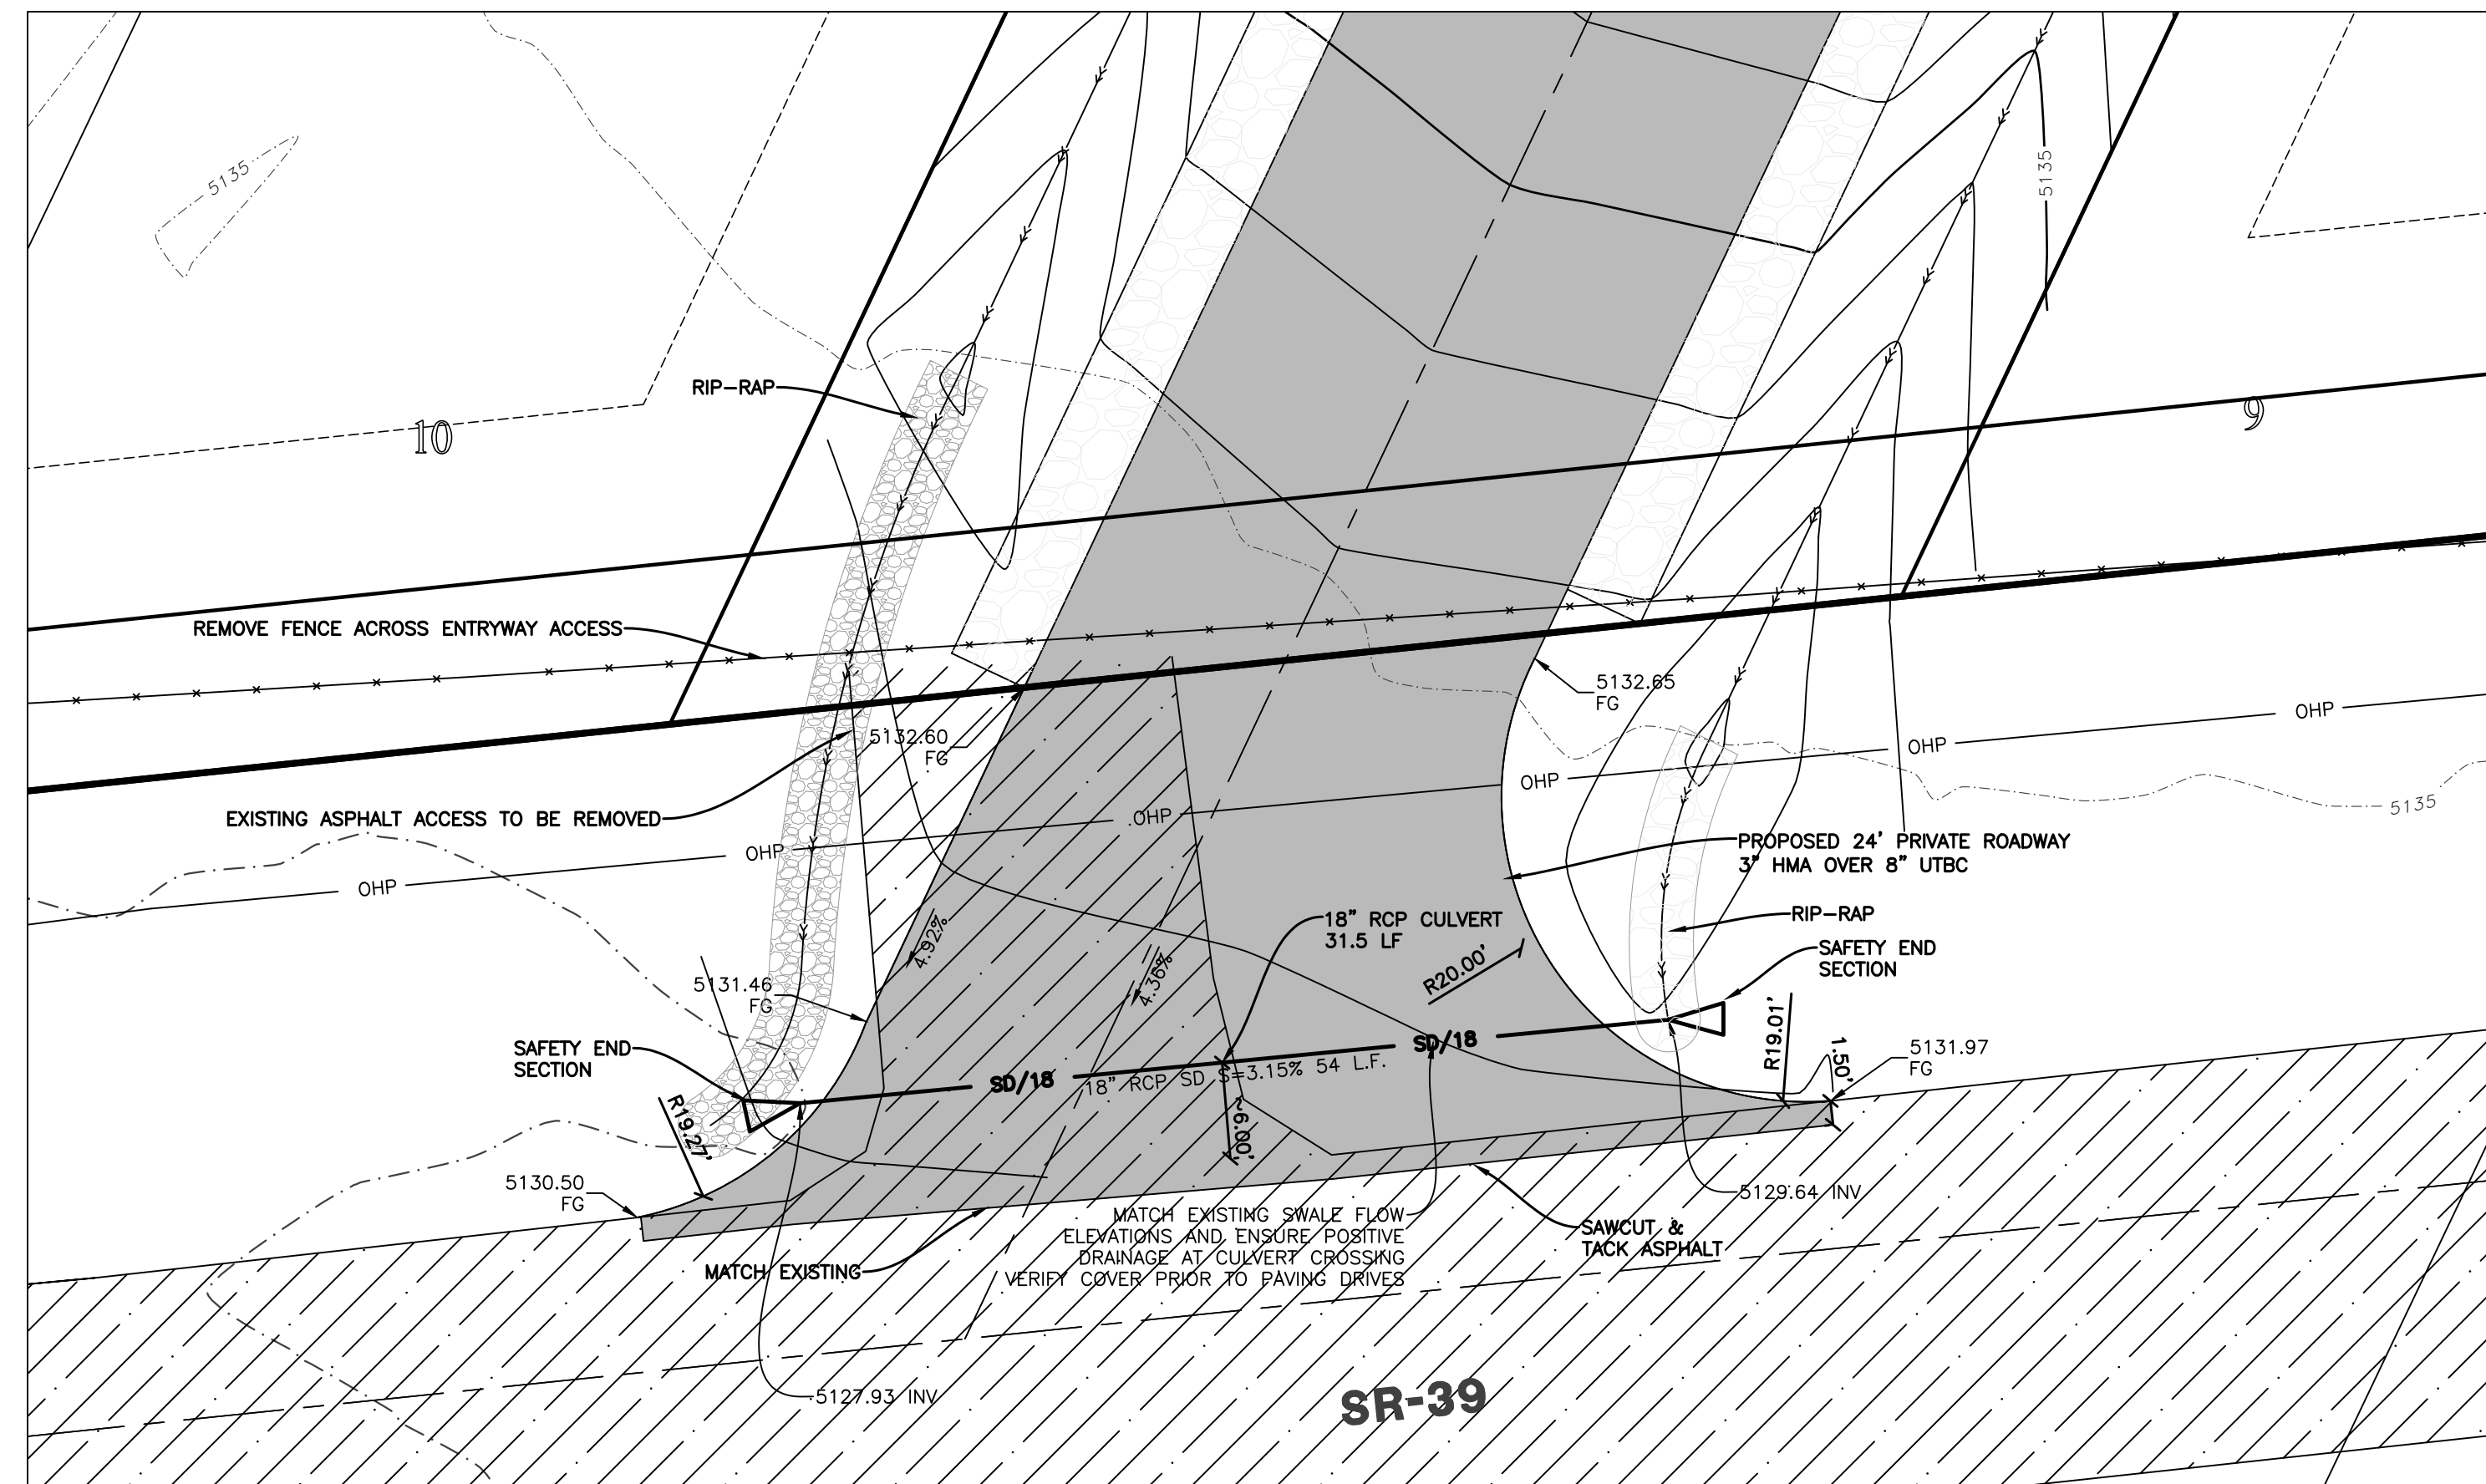 5135
5135
RIP-RAP
10
9
REMOVE FENCE ACROSS ENTRYWAY ACCESS
5132.65
FG
5132.60
FG
OHP
OHP
OHP
OHP
OHP
OHP
5135
EXISTING ASPHALT ACCESS TO BE REMOVED
PROPOSED 24' PRIVATE ROADWAY
3" HMA OVER 8" UTBC
18" RCP CULVERT
31.5 LF
RIP-RAP
SAFETY END
SECTION
4.92%
4.35%
R20.00'
5131.46
FG
R19.01'
1.50'
5131.97
FG
SAFETY END
SECTION
SD/18
SD/18
18" RCP SD S=3.15% 54 L.F.
R19.27'
~6.00'
5130.50
FG
5129.64 INV
MATCH EXISTING SWALE FLOW
ELEVATIONS AND ENSURE POSITIVE
DRAINAGE AT CULVERT CROSSING
VERIFY COVER PRIOR TO PAVING DRIVES
SAWCUT &
TACK ASPHALT
MATCH EXISTING
5127.93 INV
SR-39